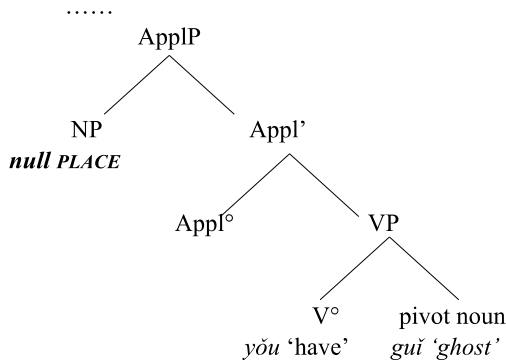 ……
ApplP
NP Appl’
null PLACE
Appl° VP
V° pivot noun
yǒu ‘have’ guǐ ‘ghost’